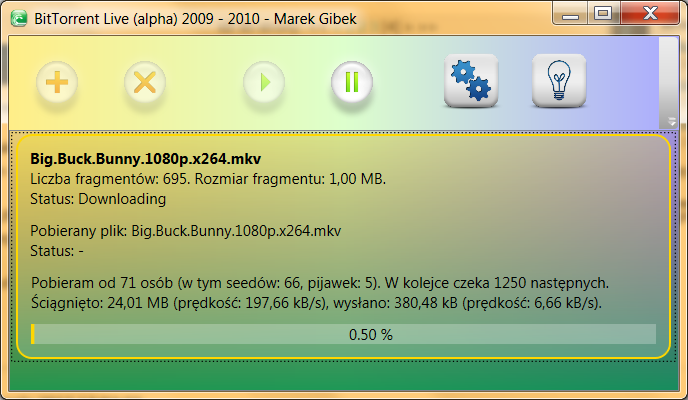 BitTorrent Live (alpha) 2009 - 2010 - Marek Gibek
Big.Buck.Bunny.1080p.x264.mkv
Liczba fragmentów: 695. Rozmiar fragmentu: 1,00 MB.
Status: Downloading
Pobierany plik: Big.Buck.Bunny.1080p.x264.mkv
Status: -
Pobieram od 71 osób (w tym seedów: 66, pijawek: 5). W kolejce czeka 1250 następnych.
Ściągnięto: 24,01 MB (prędkość: 197,66 kB/s), wysłano: 380,48 kB (prędkość: 6,66 kB/s).
0.50 %